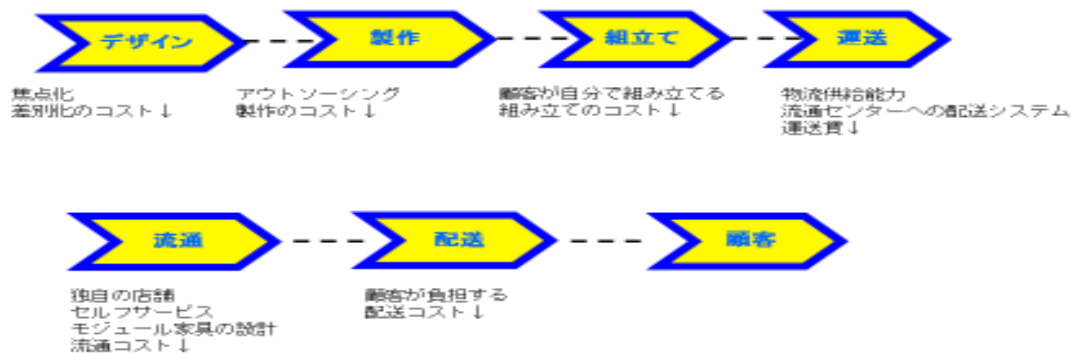 デザイン
製作
組立て
運送
焦点化
差別化のコスト↓
アウトソーシング
製作のコスト↓
顧客が自分で組み立てる
組み立てのコスト↓
物流供給能力
流通センターへの配送システム
運送賃↓
流通
配送
顧客
独自の店舗
セルフサービス
モジュール家具の設計
流通コスト↓
顧客が負担する
配送コスト↓